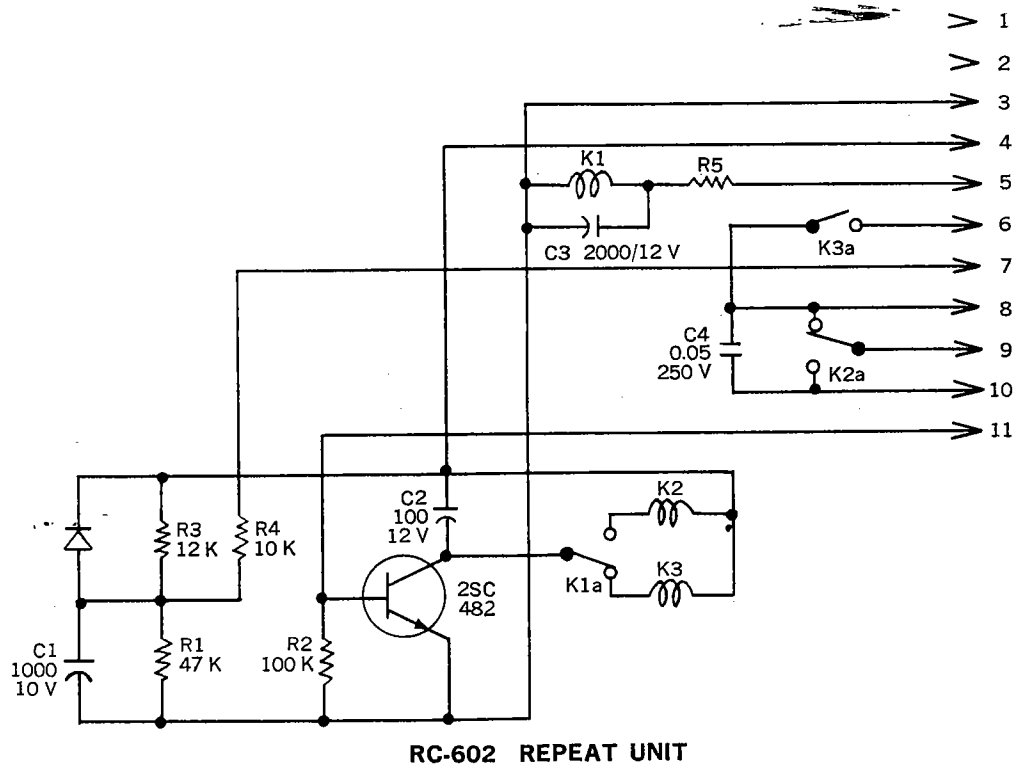 1
2
3
4
K1
R5
5
C3 2000/12 V
K3a
6
7
8
C4
0.05
250 V
K2a
9
10
11
C2
100
12 V
K2
R3
12 K
R4
10 K
K1a
K3
2SC
482
C1
1000
10 V
R1
47 K
R2
100 K
RC-602 REPEAT UNIT